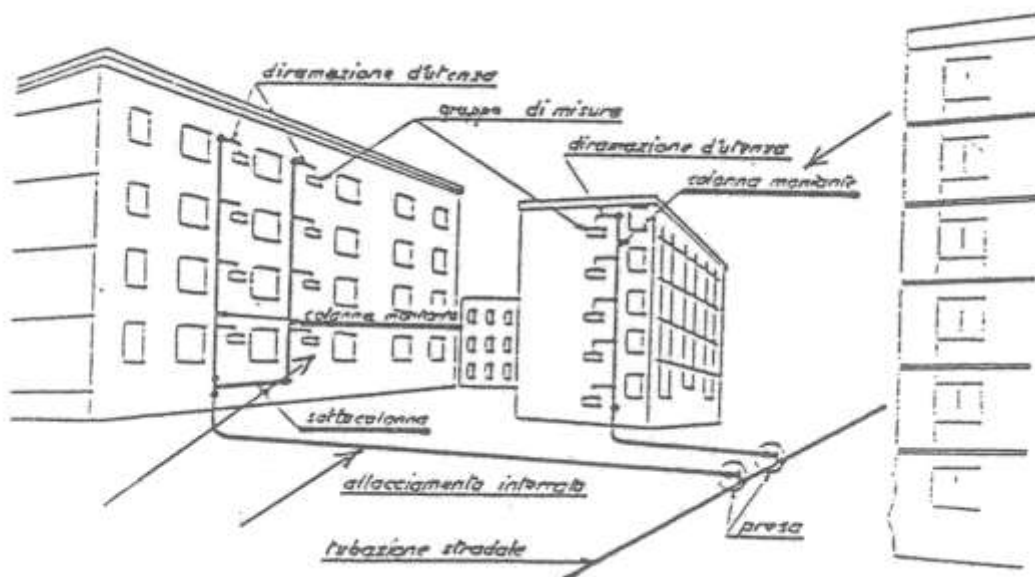 diramazione d'utenza
gruppo di misura
diramazione d'utenza
colonna montante
colonna montante
sottocolonna
allacciamento interrato
presa
tubazione stradale